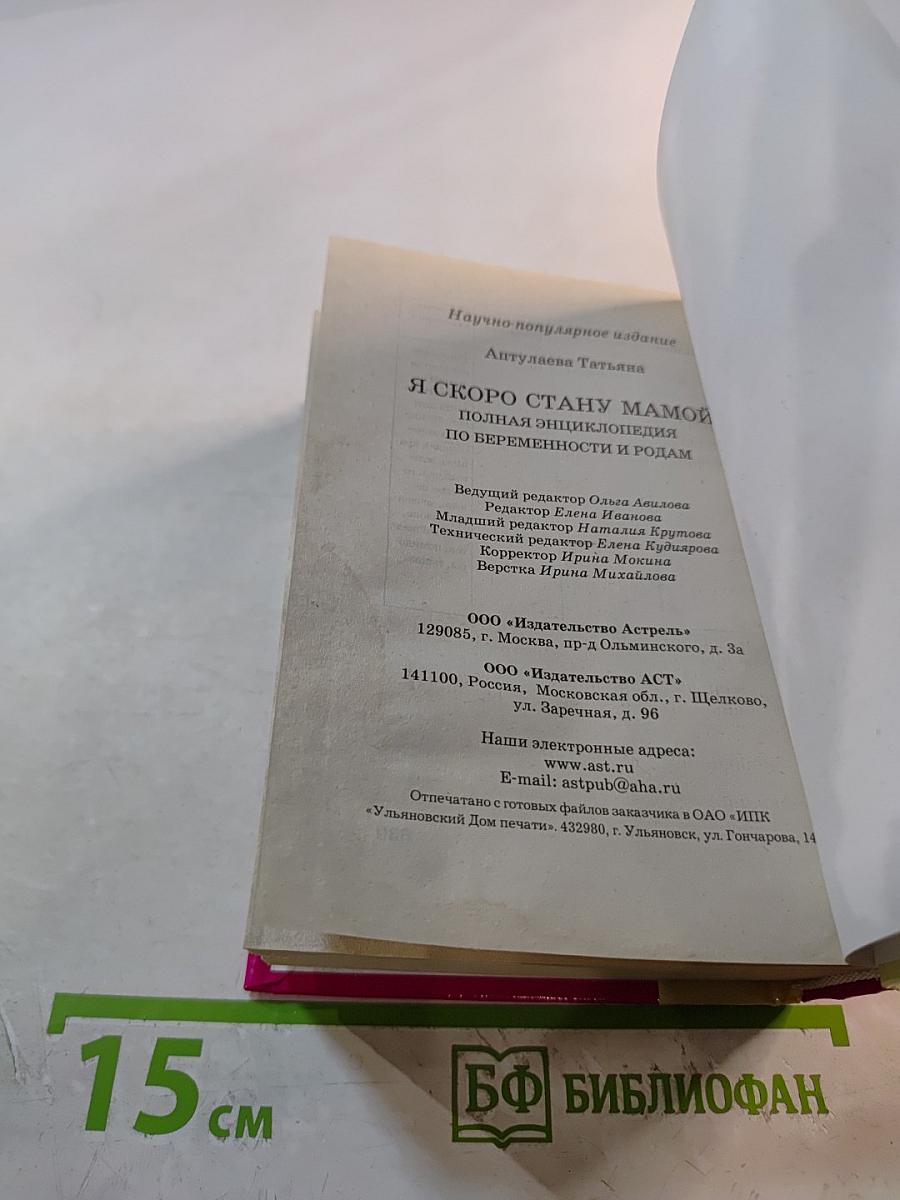 Научно-популярное издание
Аптулаева Татьяна
Я СКОРО СТАНУ МАМОЙ
ПОЛНАЯ ЭНЦИКЛОПЕДИЯ
ПО БЕРЕМЕННОСТИ И РОДАМ
Ведущий редактор Ольга Авилова
Редактор Елена Иванова
Младший редактор Наталия Крутова
Технический редактор Елена Кудиярова
Корректор Ирина Мокина
Верстка Ирина Михайлова
ООО «Издательство Астрель»
129085, г. Москва, пр-д Ольминского, д. 3а
ООО «Издательство АСТ»
141100, Россия, Московская обл., г. Щелково,
ул. Заречная, д. 96
Наши электронные адреса:
www.ast.ru
E-mail: astpub@aha.ru
Отпечатано с готовых файлов заказчика в ОАО «ИПК
«Ульяновский Дом печати». 432980, г. Ульяновск, ул. Гончарова, 14
15 см
БФ БИБЛИОФАН